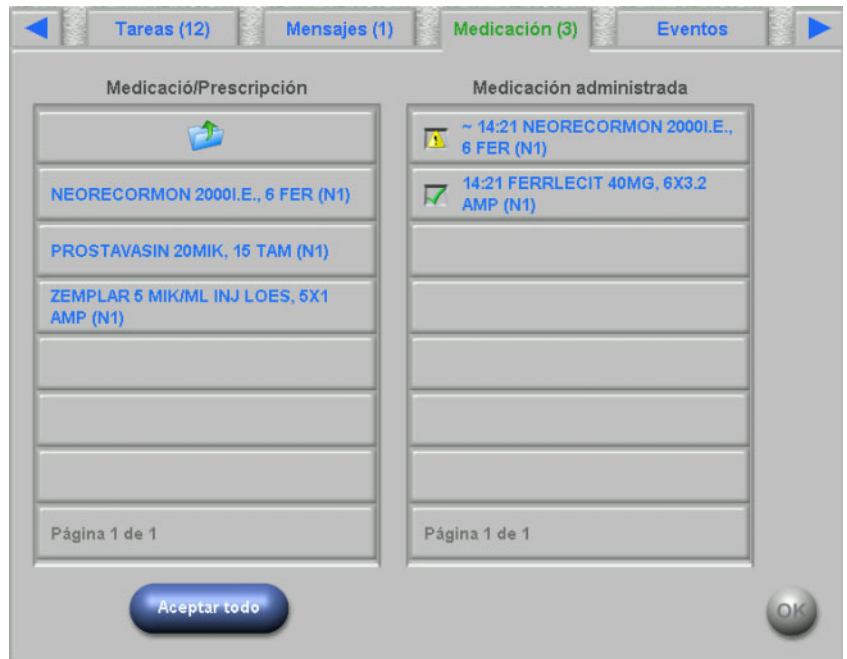 Tareas (12) Mensajes (1) Medicación (3) Eventos
Medicació/Prescripción
NEORECORMON 2000I.E., 6 FER (N1)
PROSTAVASIN 20MIK, 15 TAM (N1)
ZEMPLAR 5 MIK/ML INJ LOES, 5X1
AMP (N1)
Página 1 de 1
Aceptar todo
Medicación administrada
~ 14:21 NEORECORMON 2000I.E.,
6 FER (N1)
14:21 FERRLECIT 40MG, 6X3.2
AMP (N1)
Página 1 de 1
OK